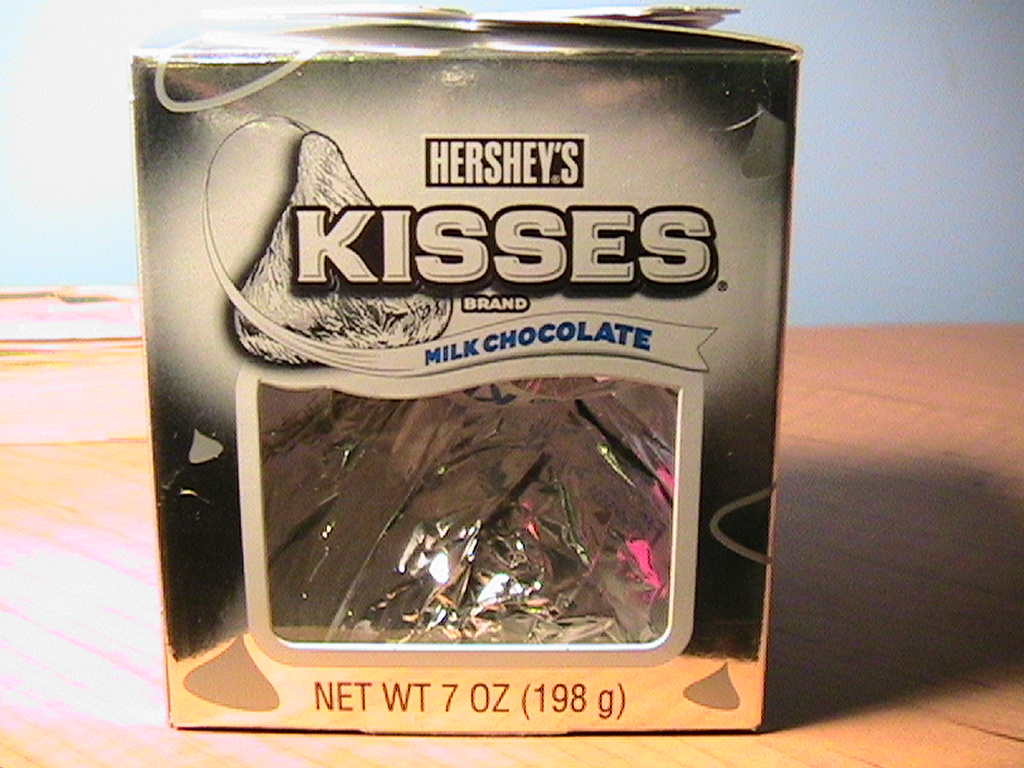 HERSHEY'S
KISSES®
BRAND
MILK CHOCOLATE
NET WT 7 OZ (198 g)